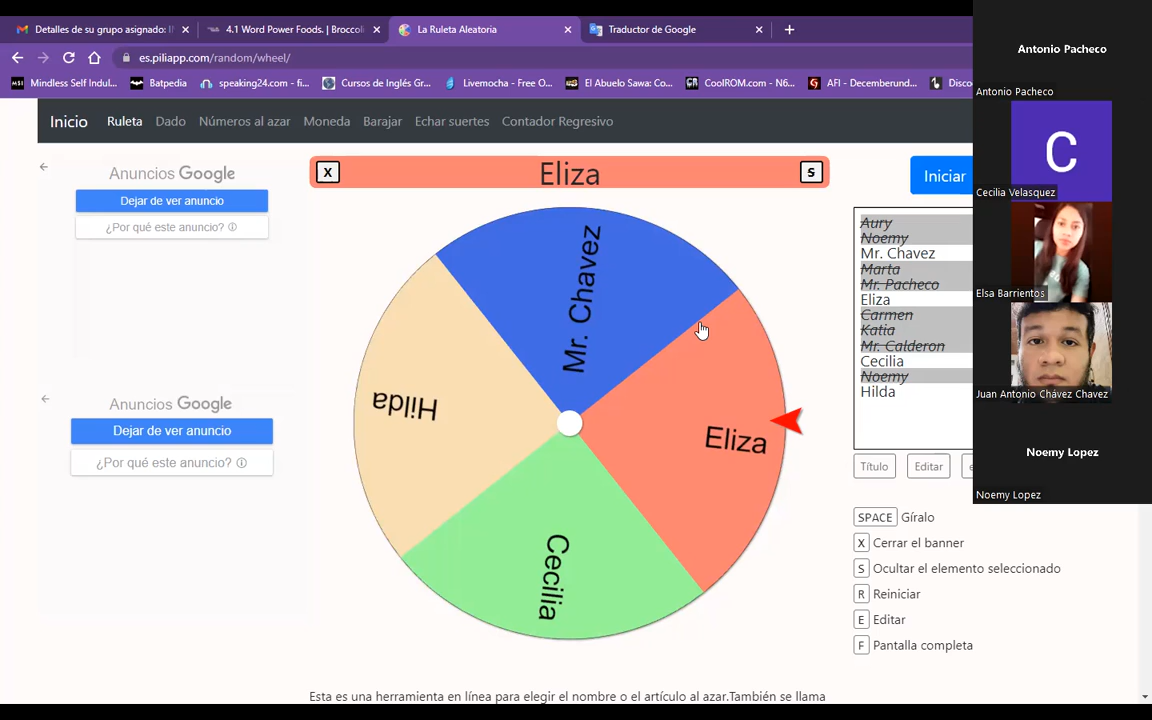 Detalles de su grupo asignado: I
4.1 Word Power Foods. | Broccoli
La Ruleta Aleatoria
Traductor de Google
es.piliapp.com/random/wheel/
Mindless Self Indul...
Batpedia
speaking24.com - fi...
Cursos de Inglés Gr...
Livemocha - Free O...
El Abuelo Sawa: Co...
CoolROM.com - N6...
AFI - Decemberund...
Disco
Inicio
Ruleta
Dado
Números al azar
Moneda
Barajar
Echar suertes
Contador Regresivo
Anuncios Google
Dejar de ver anuncio
¿Por qué este anuncio?
Anuncios Google
Dejar de ver anuncio
¿Por qué este anuncio?
X
Eliza
S
Mr. Chavez
Eliza
Cecilia
Hilda
Iniciar
Aury
Noemy
Mr. Chavez
Marta
Mr. Pacheco
Eliza
Carmen
Katia
Mr. Calderon
Cecilia
Noemy
Hilda
Título
Editar
SPACE Gíralo
X Cerrar el banner
S Ocultar el elemento seleccionado
R Reiniciar
E Editar
F Pantalla completa
Esta es una herramienta en línea para elegir el nombre o el artículo al azar.También se llama
Antonio Pacheco
Antonio Pacheco
C
Cecilia Velasquez
Elsa Barrientos
Juan Antonio Chávez Chavez
Noemy Lopez
Noemy Lopez